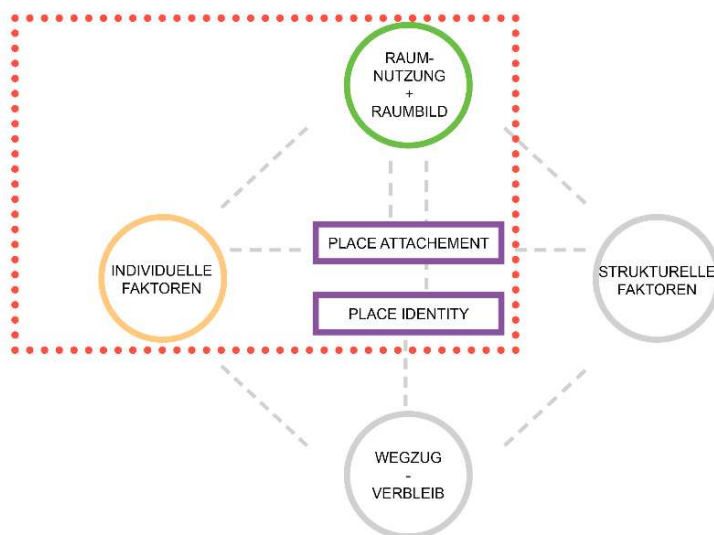 RAUM-
NUTZUNG
+
RAUMBILD
PLACE ATTACHEMENT
INDIVIDUELLE
FAKTOREN
STRUKTURELLE
FAKTOREN
PLACE IDENTITY
WEGZUG
-
VERBLEIB